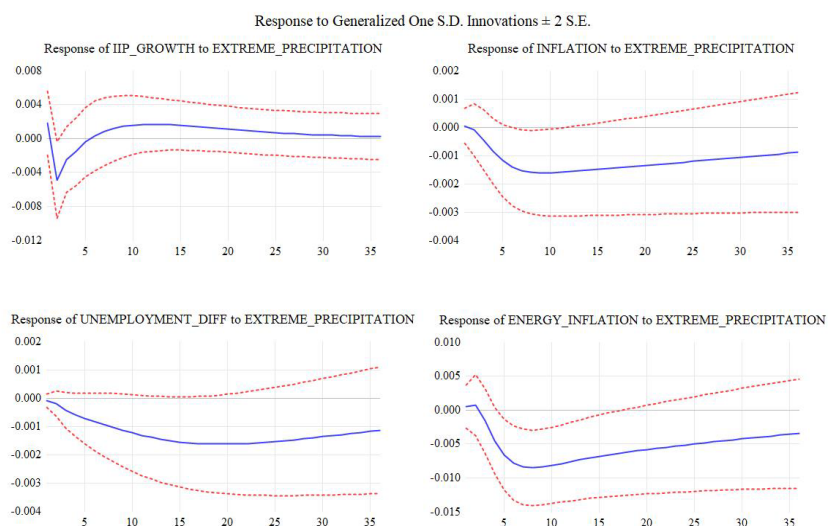 Response to Generalized One S.D. Innovations ± 2 S.E.
Response of IIP_GROWTH to EXTREME_PRECIPITATION
0.008
0.004
0.000
-0.004
-0.008
-0.012
5 10 15 20 25 30 35
Response of INFLATION to EXTREME_PRECIPITATION
0.002
0.001
0.000
-0.001
-0.002
-0.003
-0.004
5 10 15 20 25 30 35
Response of UNEMPLOYMENT_DIFF to EXTREME_PRECIPITATION
0.002
0.001
0.000
-0.001
-0.002
-0.003
-0.004
5 10 15 20 25 30 35
Response of ENERGY_INFLATION to EXTREME_PRECIPITATION
0.010
0.005
0.000
-0.005
-0.010
-0.015
5 10 15 20 25 30 35